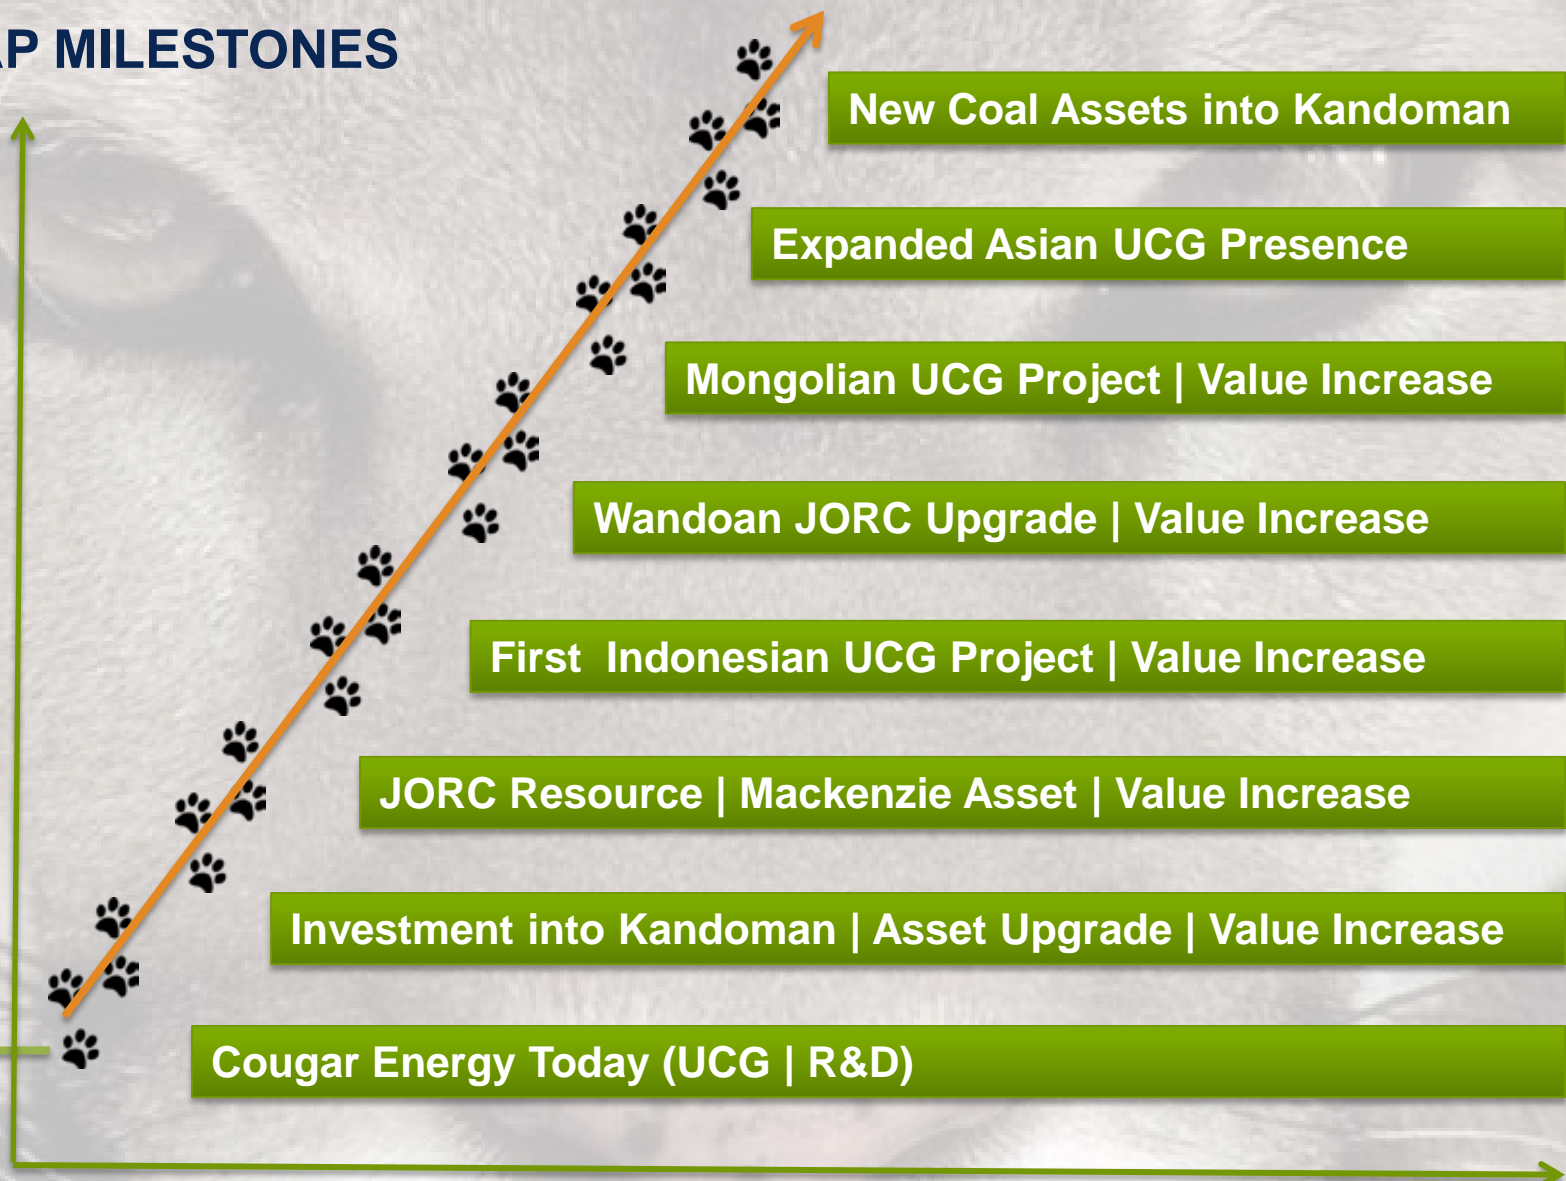 AP MILESTONES
New Coal Assets into Kandoman
Expanded Asian UCG Presence
Mongolian UCG Project | Value Increase
Wandoan JORC Upgrade | Value Increase
First Indonesian UCG Project | Value Increase
JORC Resource | Mackenzie Asset | Value Increase
Investment into Kandoman | Asset Upgrade | Value Increase
Cougar Energy Today (UCG | R&D)